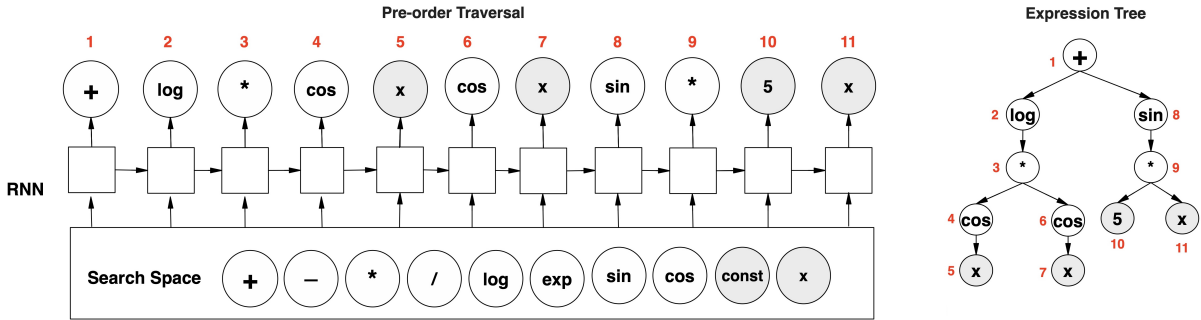 Pre-order Traversal
1 2 3 4 5 6 7 8 9 10 11
+ log * cos x cos x sin * 5 x
RNN
Search Space + − * / log exp sin cos const x
Expression Tree
1 +
2 log sin 8
3 * * 9
4 cos 6 cos 5 x
10 11
5 x 7 x